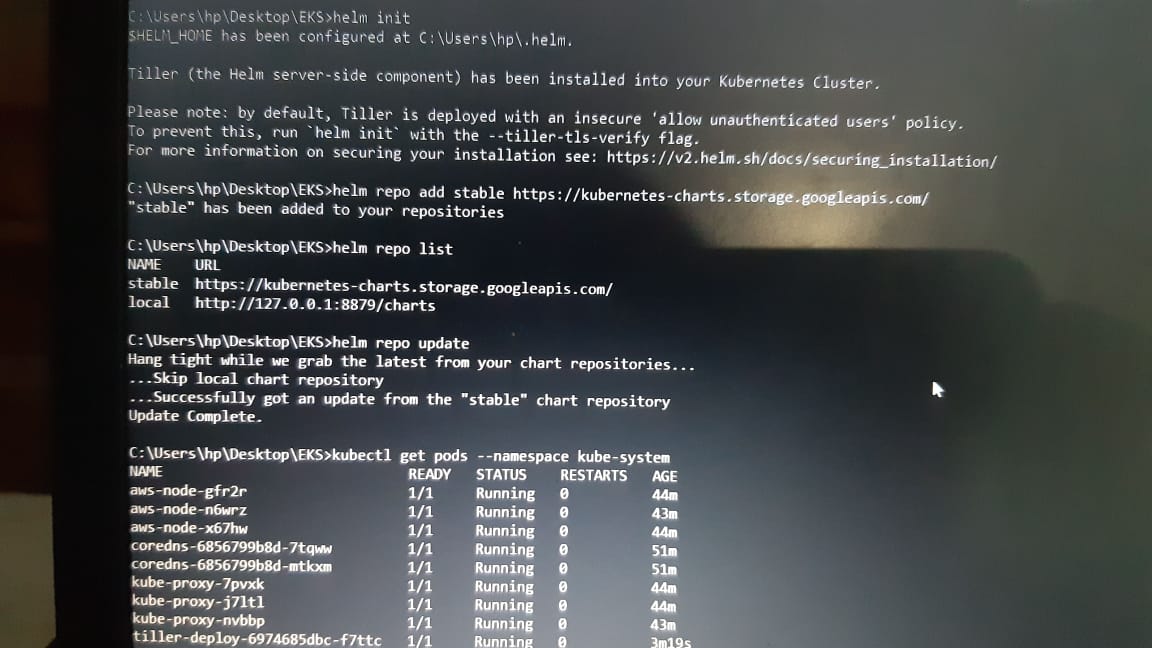 C:\Users\hp\Desktop\EKS>helm init
$HELM_HOME has been configured at C:\Users\hp\.helm.
Tiller (the Helm server-side component) has been installed into your Kubernetes Cluster.
Please note: by default, Tiller is deployed with an insecure 'allow unauthenticated users' policy.
To prevent this, run `helm init` with the --tiller-tls-verify flag.
For more information on securing your installation see: https://v2.helm.sh/docs/securing_installation/
C:\Users\hp\Desktop\EKS>helm repo add stable https://kubernetes-charts.storage.googleapis.com/
"stable" has been added to your repositories
C:\Users\hp\Desktop\EKS>helm repo list
NAME URL
stable https://kubernetes-charts.storage.googleapis.com/
local http://127.0.0.1:8879/charts
C:\Users\hp\Desktop\EKS>helm repo update
Hang tight while we grab the latest from your chart repositories...
...Skip local chart repository
...Successfully got an update from the "stable" chart repository
Update Complete.
C:\Users\hp\Desktop\EKS>kubectl get pods --namespace kube-system
NAME READY STATUS RESTARTS AGE
aws-node-gfr2r 1/1 Running 0 44m
aws-node-n6wrz 1/1 Running 0 43m
aws-node-x67hw 1/1 Running 0 44m
coredns-6856799b8d-7tqww 1/1 Running 0 51m
coredns-6856799b8d-mtkxm 1/1 Running 0 51m
kube-proxy-7pvxk 1/1 Running 0 44m
kube-proxy-j7ltl 1/1 Running 0 44m
kube-proxy-nvbbp 1/1 Running 0 43m
tiller-deploy-6974685dbc-f7ttc 1/1 Running 0 3m19s